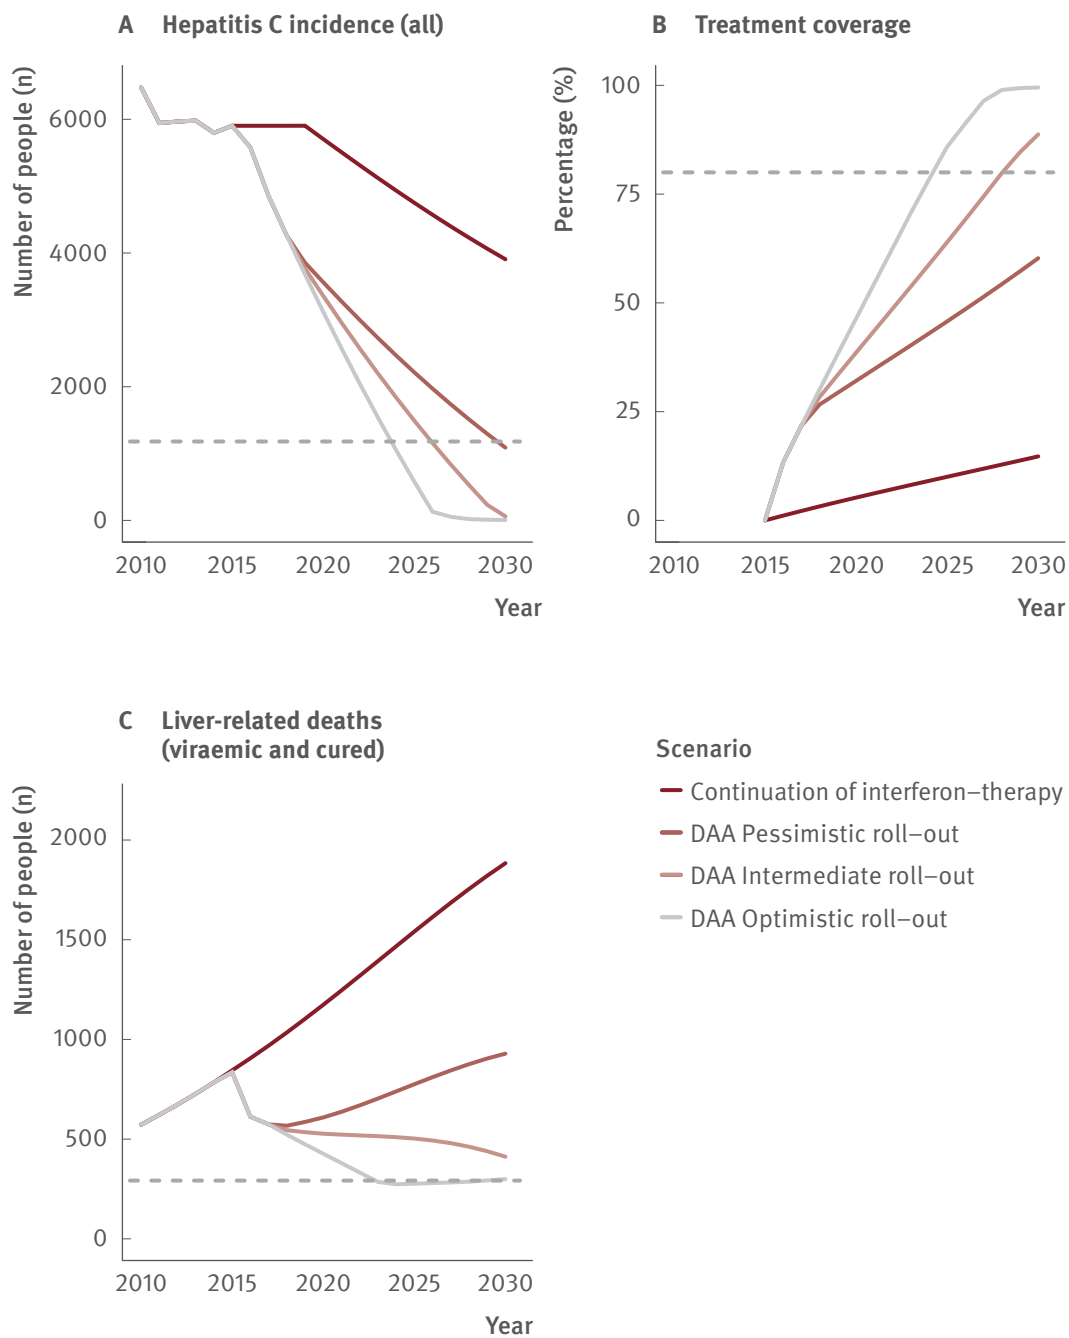 A Hepatitis C incidence (all)
Number of people (n)
6000
4000
2000
0
2010 2015 2020 2025 2030
Year
B Treatment coverage
Percentage (%)
100
75
50
25
0
2010 2015 2020 2025 2030
Year
C Liver-related deaths
(viraemic and cured)
Number of people (n)
2000
1500
1000
500
0
2010 2015 2020 2025 2030
Year
Scenario
Continuation of interferon–therapy
DAA Pessimistic roll–out
DAA Intermediate roll–out
DAA Optimistic roll–out